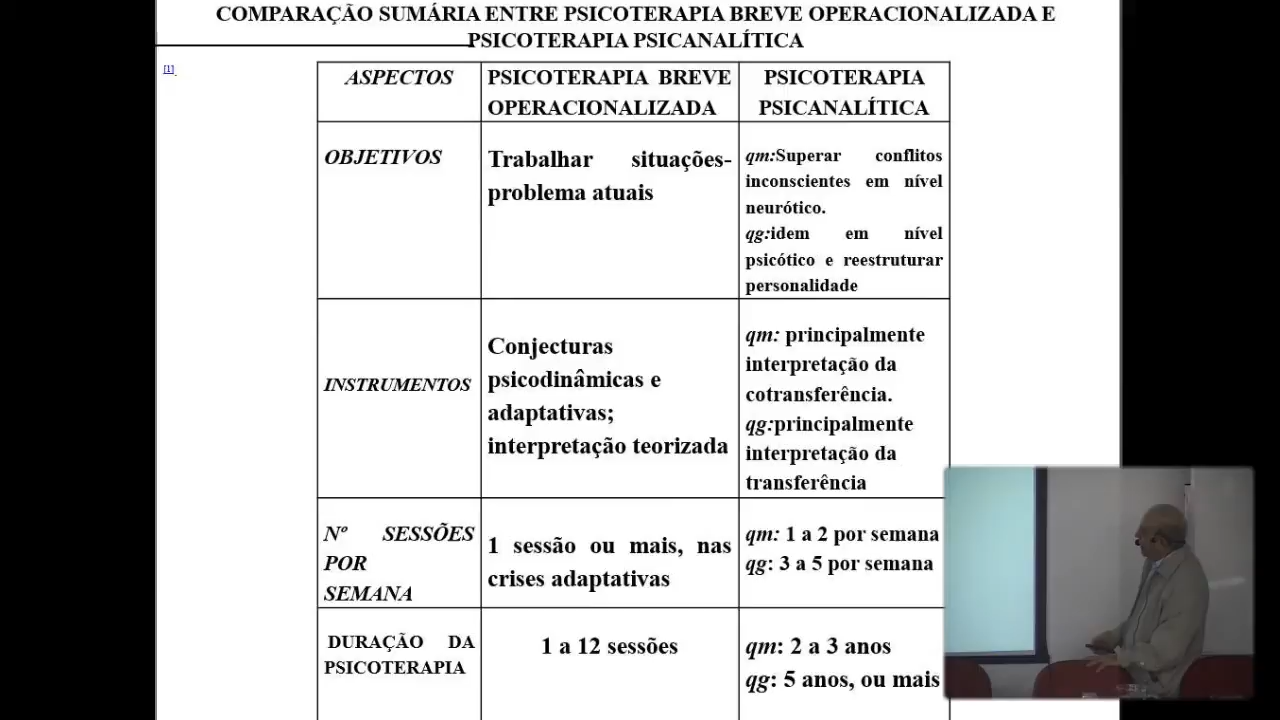 COMPARAÇÃO SUMÁRIA ENTRE PSICOTERAPIA BREVE OPERACIONALIZADA E
PSICOTERAPIA PSICANALÍTICA
[1]
ASPECTOS
PSICOTERAPIA BREVE
OPERACIONALIZADA
PSICOTERAPIA
PSICANALÍTICA
OBJETIVOS
Trabalhar situações-
problema atuais
qm:Superar conflitos
inconscientes em nível
neurótico.
qg:idem em nível
psicótico e reestruturar
personalidade
INSTRUMENTOS
Conjecturas
psicodinâmicas e
adaptativas;
interpretação teorizada
qm: principalmente
interpretação da
cotransferência.
qg:principalmente
interpretação da
transferência
Nº SESSÕES
POR
SEMANA
1 sessão ou mais, nas
crises adaptativas
qm: 1 a 2 por semana
qg: 3 a 5 por semana
DURAÇÃO DA
PSICOTERAPIA
1 a 12 sessões
qm: 2 a 3 anos
qg: 5 anos, ou mais